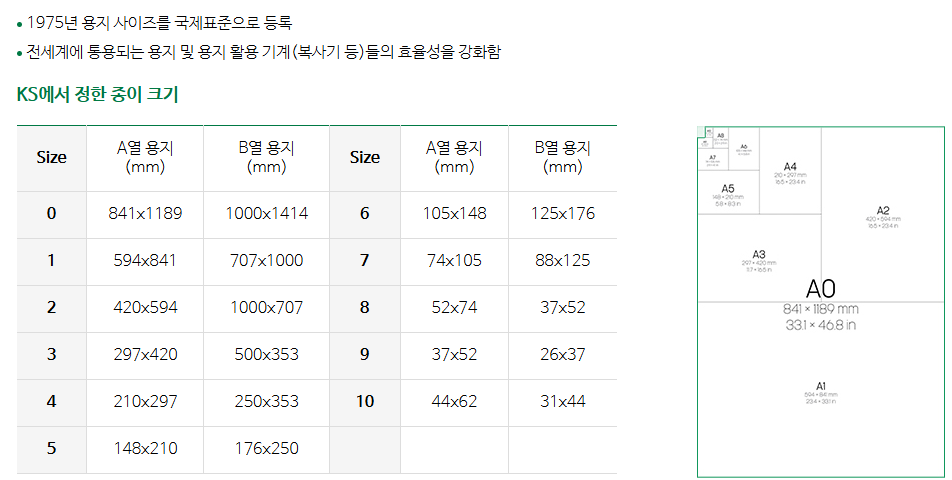 1975년 용지 사이즈를 국제표준으로 등록
전세계에 통용되는 용지 및 용지 활용 기계(복사기 등)들의 효율성을 강화함
KS에서 정한 종이 크기
Size A열 용지 (mm) B열 용지 (mm) Size A열 용지 (mm) B열 용지 (mm)
0 841x1189 1000x1414 6 105x148 125x176
1 594x841 707x1000 7 74x105 88x125
2 420x594 1000x707 8 52x74 37x52
3 297x420 500x353 9 37x52 26x37
4 210x297 250x353 10 44x62 31x44
5 148x210 176x250
A8
A6
A7
A4
210 × 297 mm
16.5 × 23.4 in
A5
148 × 210 mm
5.8 × 8.3 in
A2
420 × 594 mm
16.5 × 23.4 in
A3
297 × 420 mm
11.7 × 16.5 in
A0
841 × 1189 mm
33.1 × 46.8 in
A1
594 × 841 mm
23.4 × 33.1 in